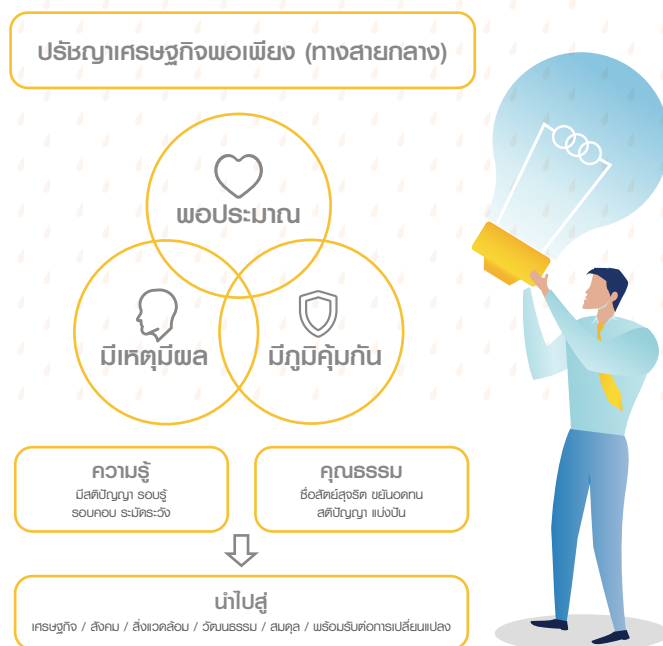 ปรัชญาเศรษฐกิจพอเพียง (ทางสายกลาง)
พอประมาณ
มีเหตุมีผล
มีภูมิคุ้มกัน
ความรู้
มีสติปัญญา รอบรู้
รอบคอบ ระมัดระวัง
คุณธรรม
ซื่อสัตย์สุจริต ขยันอดทน
สติปัญญา แบ่งปัน
นำไปสู่
เศรษฐกิจ / สังคม / สิ่งแวดล้อม / วัฒนธรรม / สมดุล / พร้อมรับต่อการเปลี่ยนแปลง